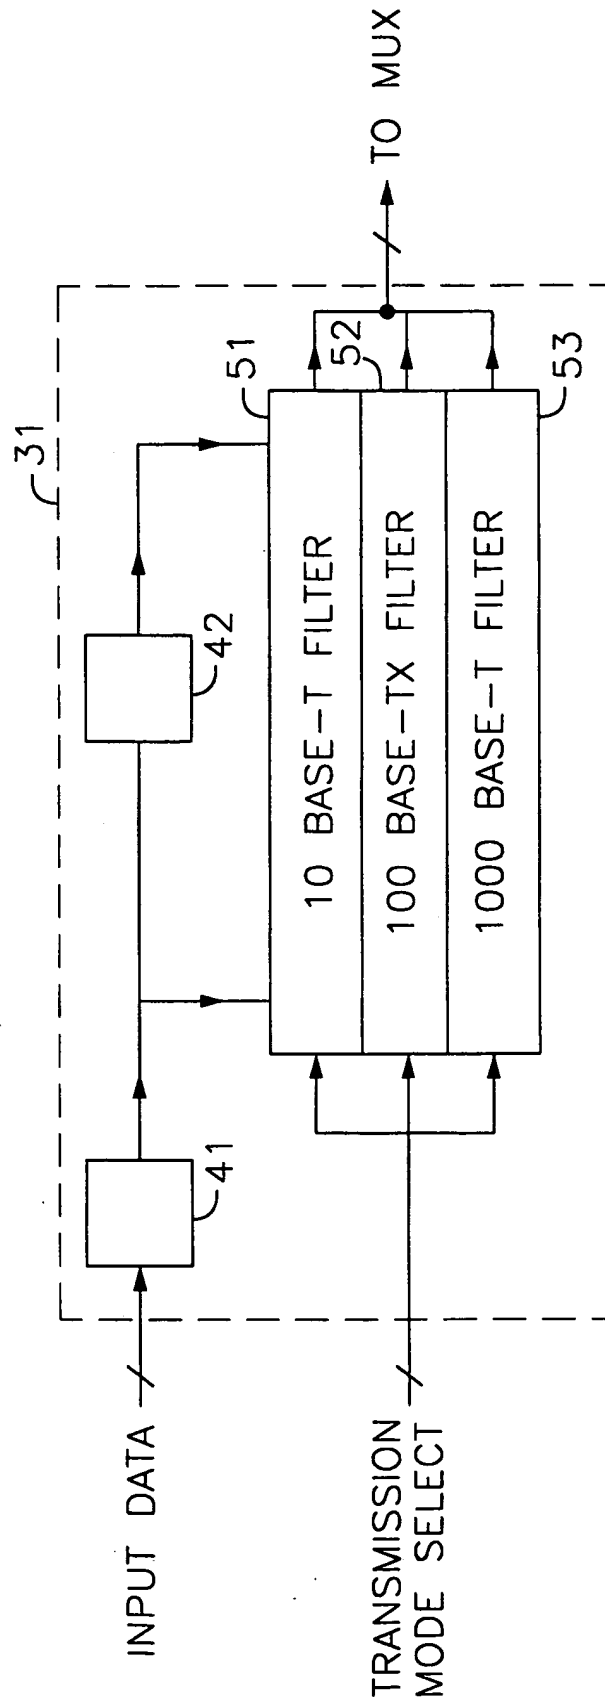 31
INPUT DATA
41
42
51
52
53
10 BASE-T FILTER
100 BASE-TX FILTER
1000 BASE-T FILTER
TRANSMISSION
MODE SELECT
TO MUX